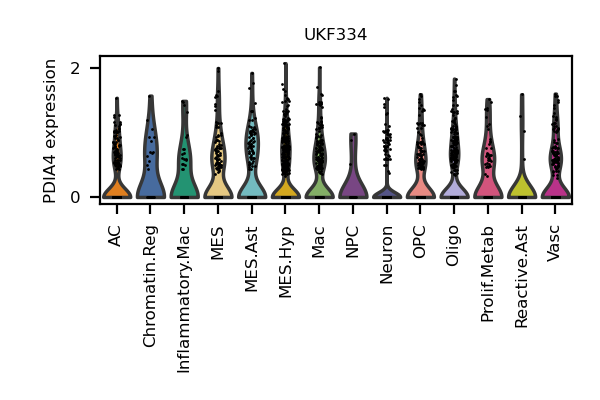 UKF334
PDIA4 expression
2
0
AC
Chromatin.Reg
Inflammatory.Mac
MES
MES.Ast
MES.Hyp
Mac
NPC
Neuron
OPC
Oligo
Prolif.Metab
Reactive.Ast
Vasc